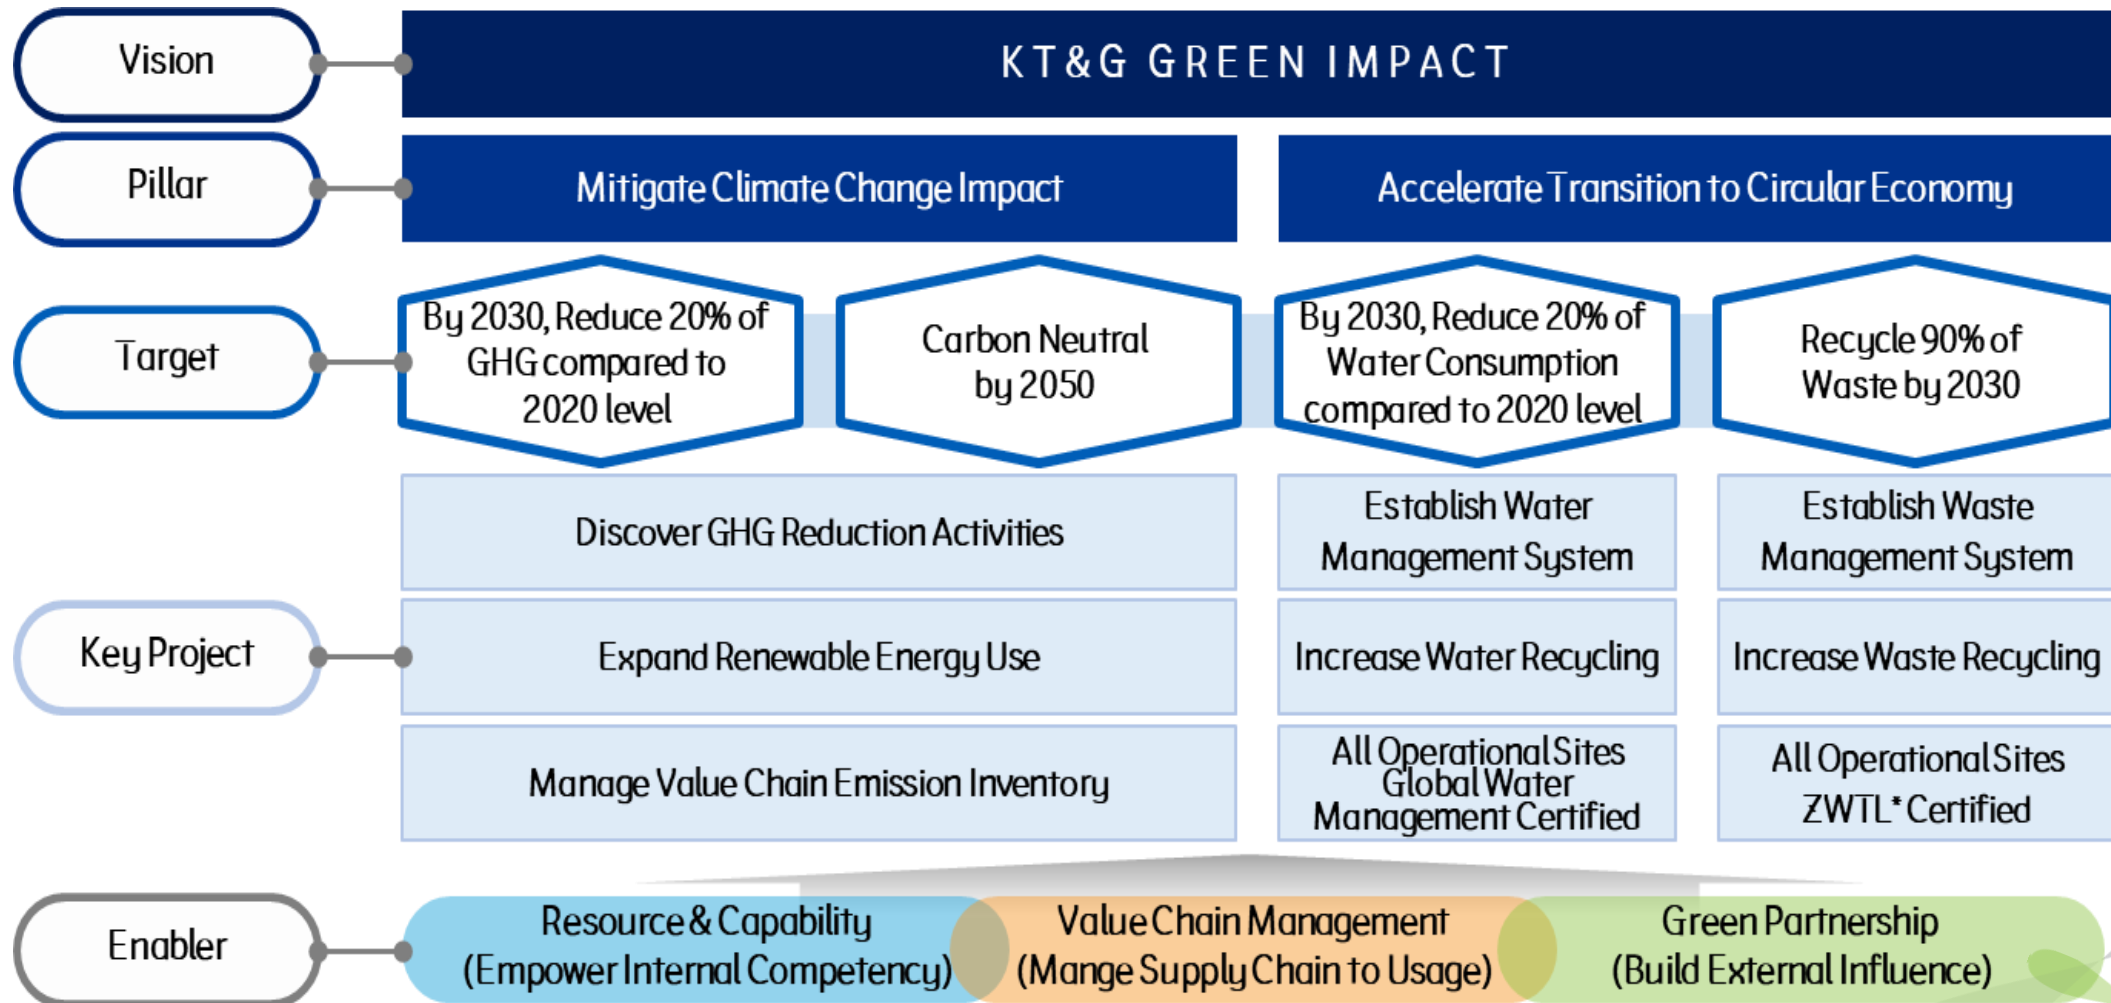 Vision
KT&G GREEN IMPACT
Pillar
Mitigate Climate Change Impact
Accelerate Transition to Circular Economy
Target
By 2030, Reduce 20% of
GHG compared to
2020 level
Carbon Neutral
by 2050
By 2030, Reduce 20% of
Water Consumption
compared to 2020 level
Recycle 90% of
Waste by 2030
Key Project
Discover GHG Reduction Activities
Establish Water
Management System
Establish Waste
Management System
Expand Renewable Energy Use
Increase Water Recycling
Increase Waste Recycling
Manage Value Chain Emission Inventory
All Operational Sites
Global Water
Management Certified
All Operational Sites
ZWTL* Certified
Enabler
Resource & Capability
(Empower Internal Competency)
Value Chain Management
(Mange Supply Chain to Usage)
Green Partnership
(Build External Influence)